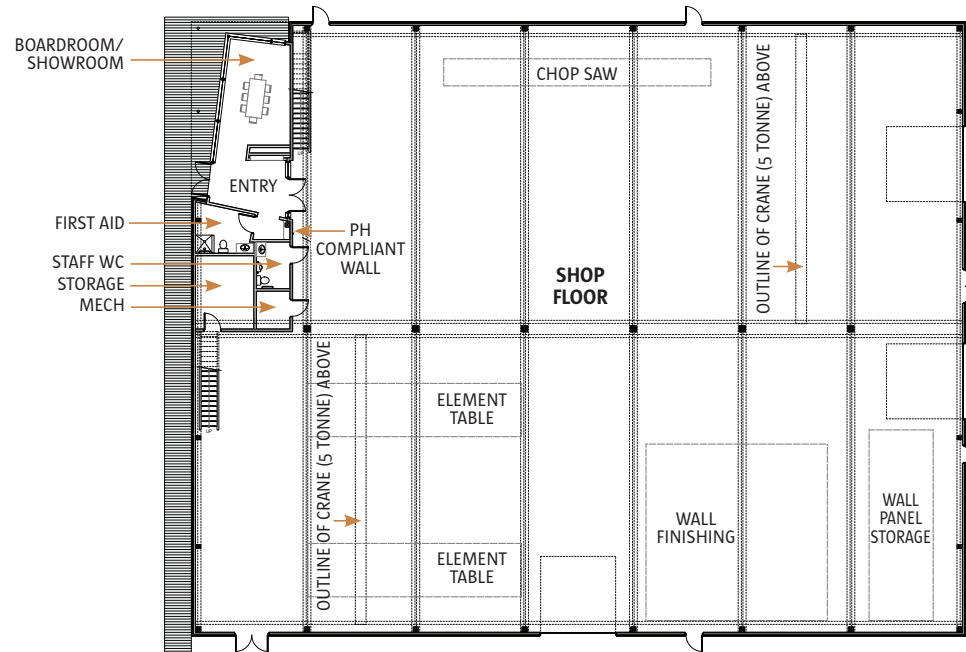 BOARDROOM/
SHOWROOM
CHOP SAW
OUTLINE OF CRANE (5 TONNE) ABOVE
ENTRY
FIRST AID
PH
COMPLIANT
WALL
STAFF WC
STORAGE
MECH
SHOP
FLOOR
OUTLINE OF CRANE (5 TONNE) ABOVE
ELEMENT
TABLE
WALL
FINISHING
WALL
PANEL
STORAGE
ELEMENT
TABLE